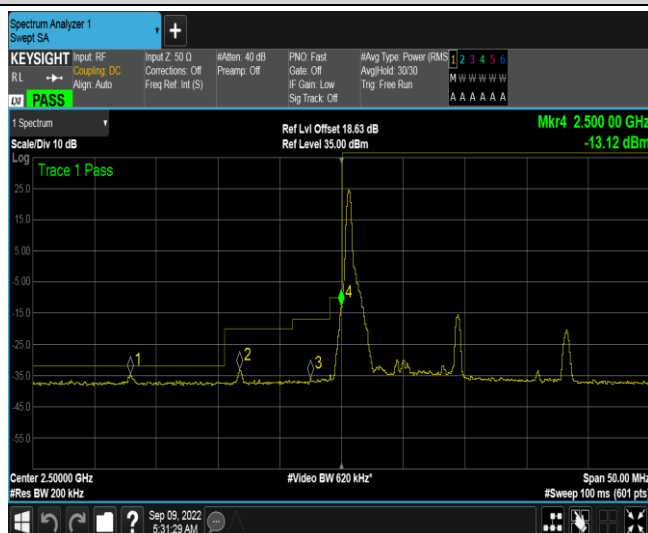 Spectrum Analyzer 1
Swept SA
KEYSIGHT Input: RF Input Z: 50 Ω #Atten: 40 dB PNO: Fast #Avg Type: Power (RMS 1 2 3 4 5 6
RL Coupling: DC Corrections: Off Preamp: Off Gate: Off Avg|Hold: 30/30 M W W W W W
Align: Auto Freq Ref: Int (S) IF Gain: Low Trig: Free Run
LXI PASS Sig Track: Off A A A A A A
1 Spectrum Ref Lvl Offset 18.63 dB Mkr4 2.500 00 GHz
Scale/Div 10 dB Ref Level 35.00 dBm -13.12 dBm
Log
Trace 1 Pass
25.0
15.0
5.00
-5.00
4
-15.0
-25.0
1 2 3
-35.0
-45.0
-55.0
Center 2.50000 GHz #Video BW 620 kHz* Span 50.00 MHz
#Res BW 200 kHz #Sweep 100 ms (601 pts)
? Sep 09, 2022
5:31:29 AM